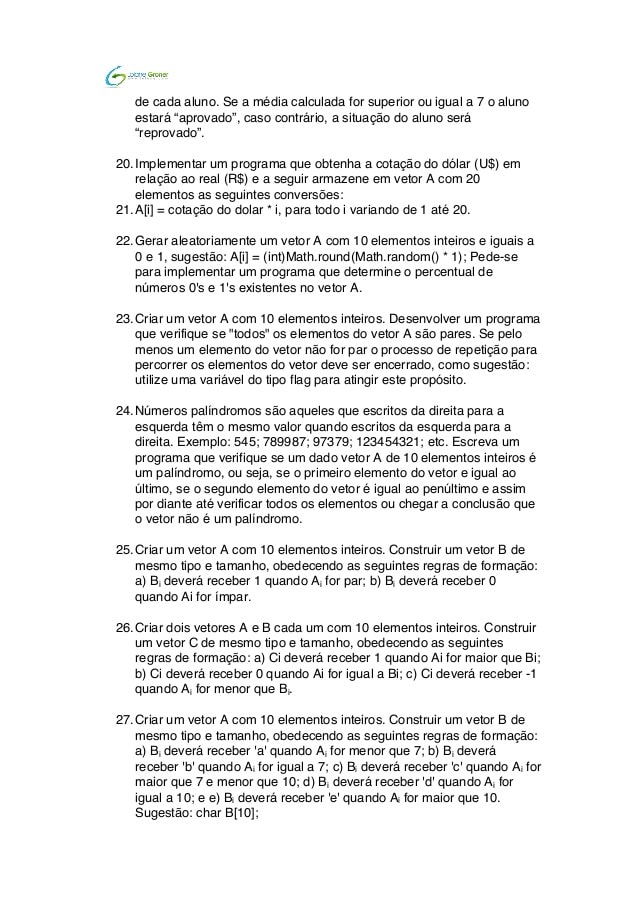 Loiane Groner
de cada aluno. Se a média calculada for superior ou igual a 7 o aluno
estará “aprovado”, caso contrário, a situação do aluno será
“reprovado”.
20. Implementar um programa que obtenha a cotação do dólar (U$) em
relação ao real (R$) e a seguir armazene em vetor A com 20
elementos as seguintes conversões:
21. A[i] = cotação do dolar * i, para todo i variando de 1 até 20.
22. Gerar aleatoriamente um vetor A com 10 elementos inteiros e iguais a
0 e 1, sugestão: A[i] = (int)Math.round(Math.random() * 1); Pede-se
para implementar um programa que determine o percentual de
números 0's e 1's existentes no vetor A.
23. Criar um vetor A com 10 elementos inteiros. Desenvolver um programa
que verifique se "todos" os elementos do vetor A são pares. Se pelo
menos um elemento do vetor não for par o processo de repetição para
percorrer os elementos do vetor deve ser encerrado, como sugestão:
utilize uma variável do tipo flag para atingir este propósito.
24. Números palíndromos são aqueles que escritos da direita para a
esquerda têm o mesmo valor quando escritos da esquerda para a
direita. Exemplo: 545; 789987; 97379; 123454321; etc. Escreva um
programa que verifique se um dado vetor A de 10 elementos inteiros é
um palíndromo, ou seja, se o primeiro elemento do vetor e igual ao
último, se o segundo elemento do vetor é igual ao penúltimo e assim
por diante até verificar todos os elementos ou chegar a conclusão que
o vetor não é um palíndromo.
25. Criar um vetor A com 10 elementos inteiros. Construir um vetor B de
mesmo tipo e tamanho, obedecendo as seguintes regras de formação:
a) Bi deverá receber 1 quando Ai for par; b) Bi deverá receber 0
quando Ai for ímpar.
26. Criar dois vetores A e B cada um com 10 elementos inteiros. Construir
um vetor C de mesmo tipo e tamanho, obedecendo as seguintes
regras de formação: a) Ci deverá receber 1 quando Ai for maior que Bi;
b) Ci deverá receber 0 quando Ai for igual a Bi; c) Ci deverá receber -1
quando Ai for menor que Bi.
27. Criar um vetor A com 10 elementos inteiros. Construir um vetor B de
mesmo tipo e tamanho, obedecendo as seguintes regras de formação:
a) Bi deverá receber 'a' quando Ai for menor que 7; b) Bi deverá
receber 'b' quando Ai for igual a 7; c) Bi deverá receber 'c' quando Ai for
maior que 7 e menor que 10; d) Bi deverá receber 'd' quando Ai for
igual a 10; e e) Bi deverá receber 'e' quando Ai for maior que 10.
Sugestão: char B[10];